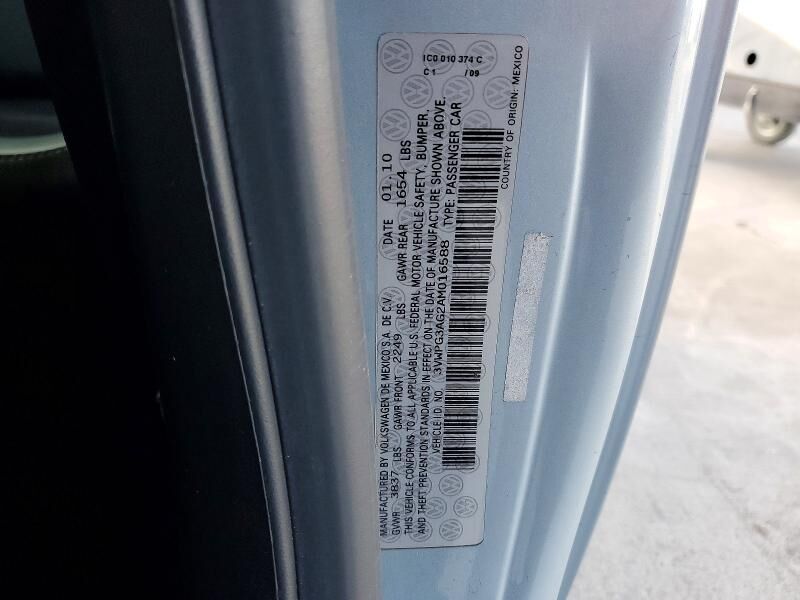 MANUFACTURED BY VOLKSWAGEN DE MEXICO'S.A. DE C.V. DATE 01.10
GVWR 3837 LBS GAWR FRONT 2249 LBS GAWR REAR 1654 LBS
THIS VEHICLE CONFORMS TO ALL APPLICABLE U.S. FEDERAL MOTOR VEHICLE SAFETY, BUMPER,
AND THEFT PREVENTION STANDARDS IN EFFECT ON THE DATE OF MANUFACTURE SHOWN ABOVE.
VEHICLE I.D. NO 3VWPG3AG2AM016588 TYPE: PASSENGER CAR
COUNTRY OF ORIGIN: MEXICO
1C0 010 374 C
C 1 /09